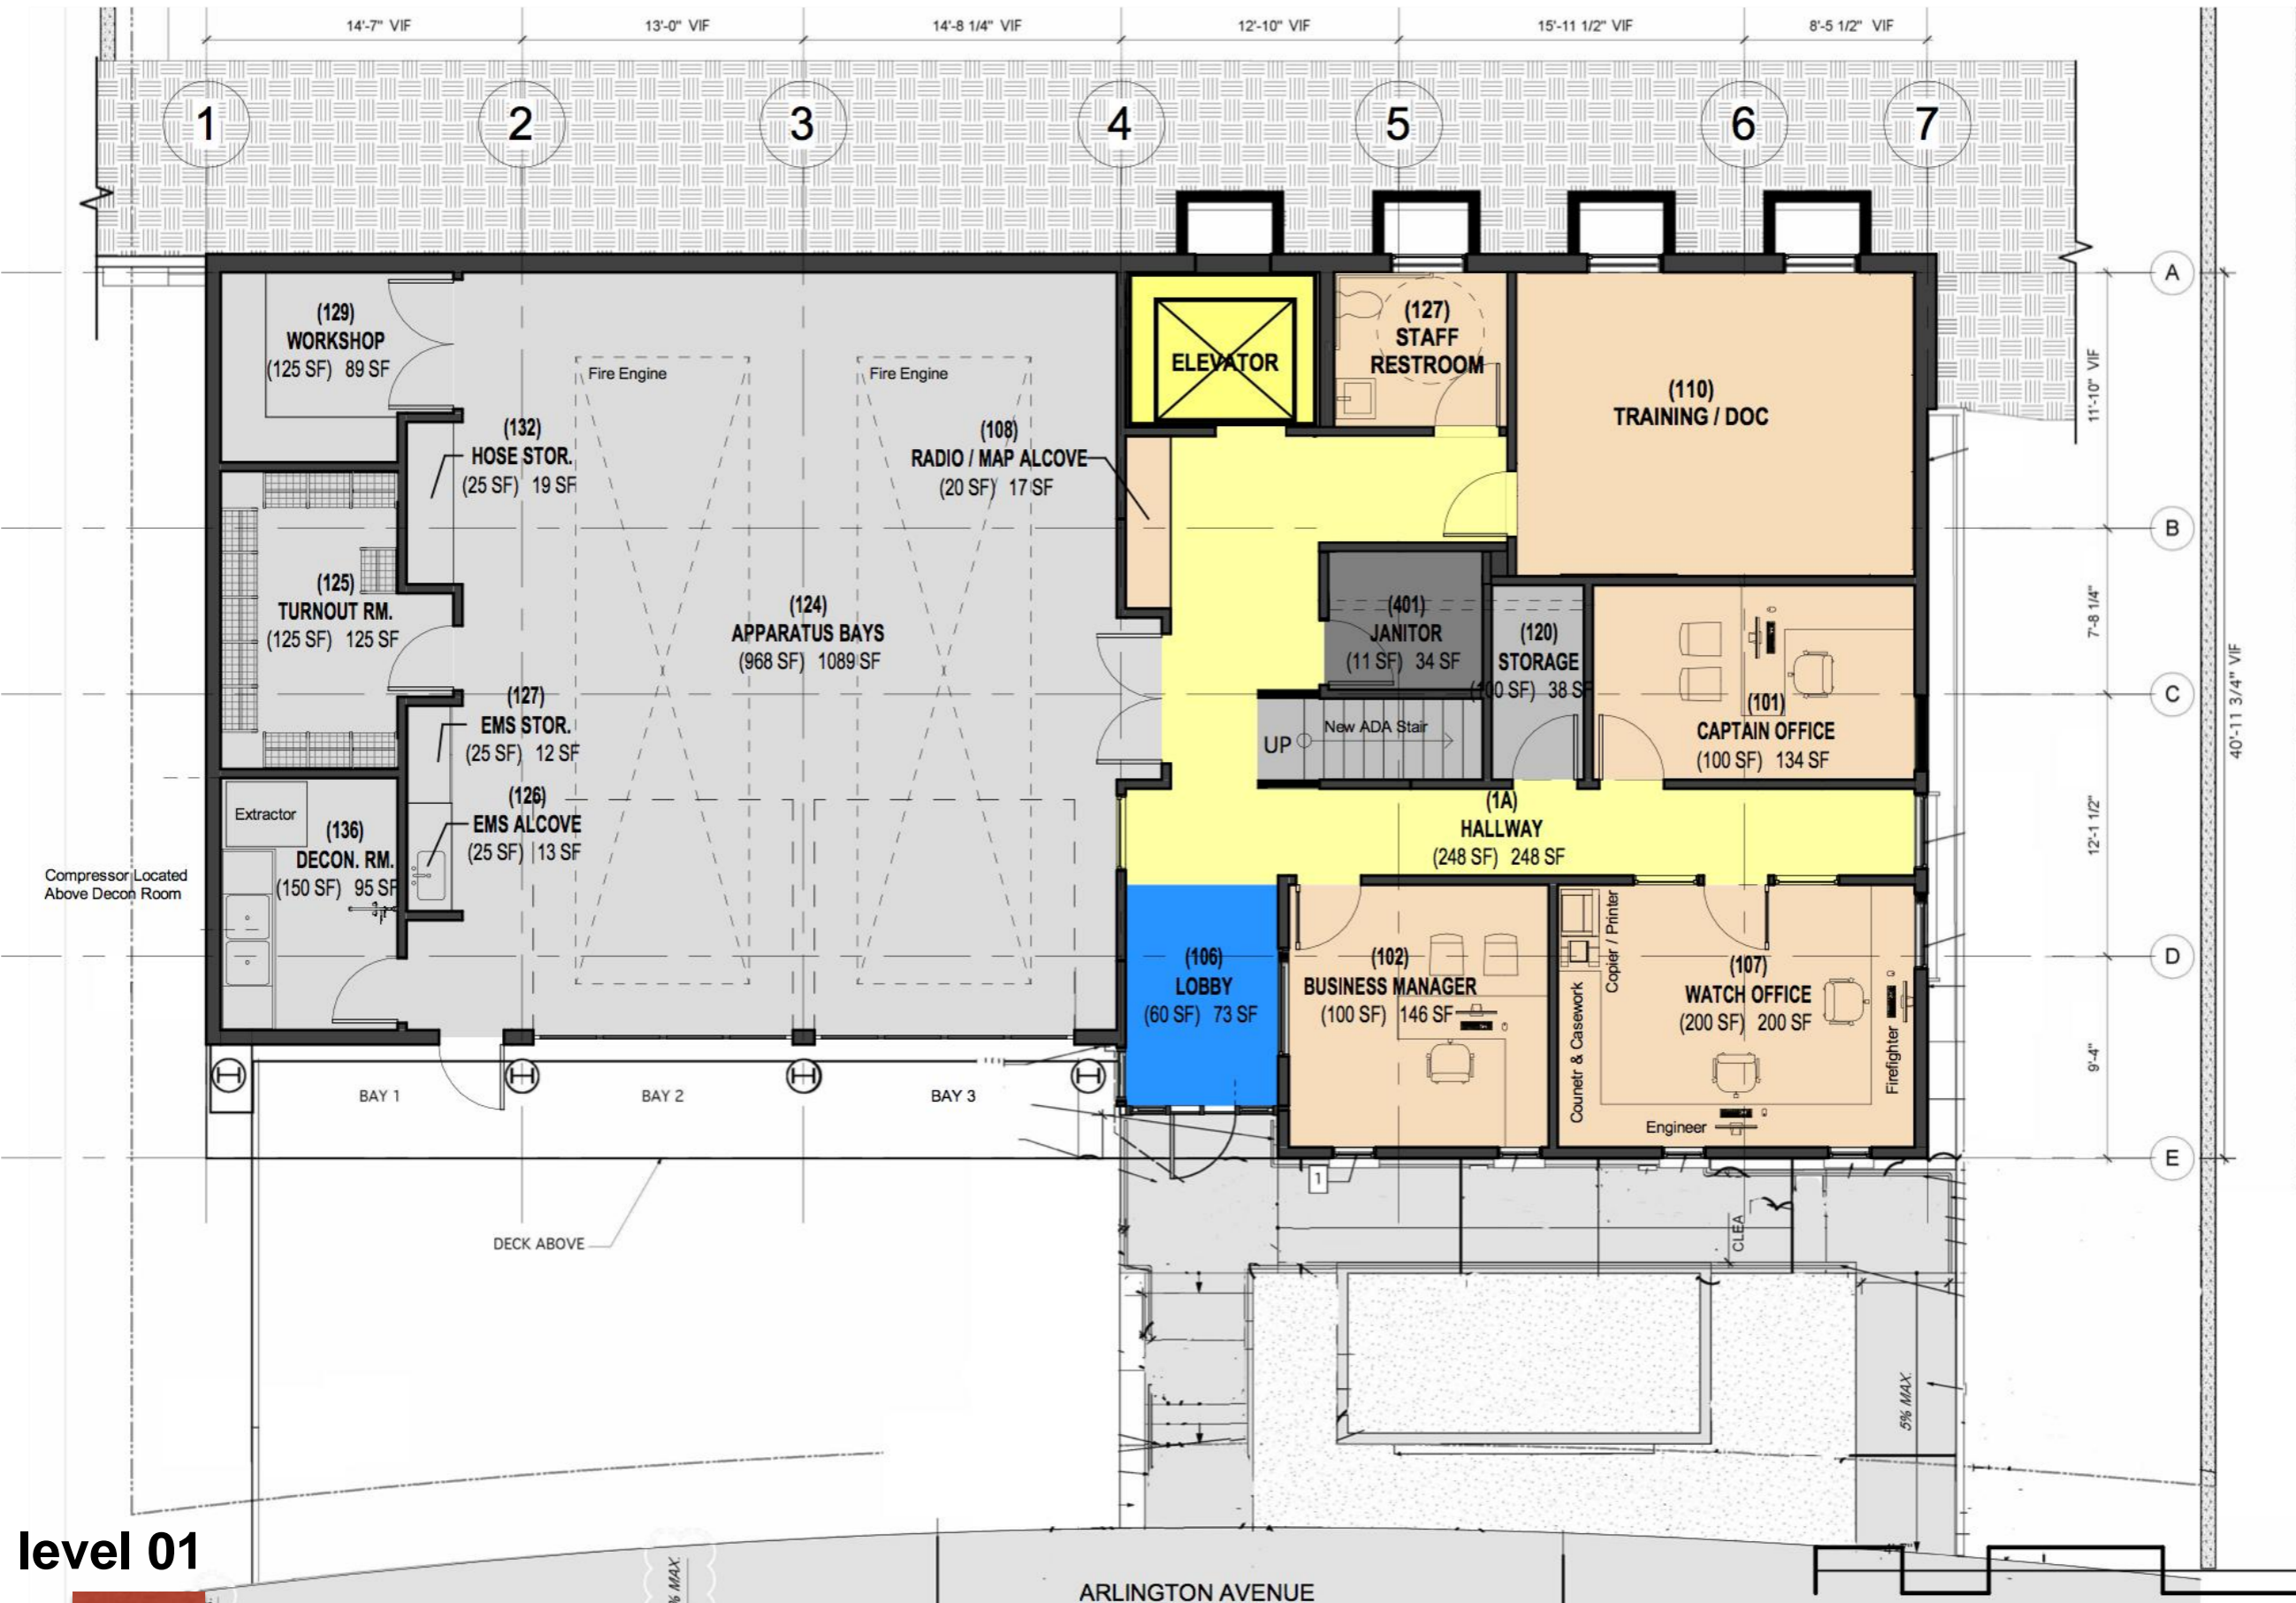 14'-7" VIF
13'-0" VIF
14'-8 1/4" VIF
12'-10" VIF
15'-11 1/2" VIF
8'-5 1/2" VIF
1
2
3
4
5
6
7
A
B
C
D
E
11'-10" VIF
7'-8 1/4"
12'-1 1/2"
9'-4"
40'-11 3/4" VIF
(129)
WORKSHOP
(125 SF) 89 SF
Fire Engine
Fire Engine
(132)
HOSE STOR.
(25 SF) 19 SF
(108)
RADIO / MAP ALCOVE
(20 SF) 17 SF
ELEVATOR
(127)
STAFF
RESTROOM
(110)
TRAINING / DOC
(125)
TURNOUT RM.
(125 SF) 125 SF
(124)
APPARATUS BAYS
(968 SF) 1089 SF
(401)
JANITOR
(11 SF) 34 SF
(120)
STORAGE
(100 SF) 38 SF
(101)
CAPTAIN OFFICE
(100 SF) 134 SF
(127)
EMS STOR.
(25 SF) 12 SF
UP
New ADA Stair
(126)
EMS ALCOVE
(25 SF) 13 SF
(1A)
HALLWAY
(248 SF) 248 SF
Extractor
(136)
DECON. RM.
(150 SF) 95 SF
Compressor Located
Above Decon Room
(106)
LOBBY
(60 SF) 73 SF
(102)
BUSINESS MANAGER
(100 SF) 146 SF
(107)
WATCH OFFICE
(200 SF) 200 SF
Copier / Printer
Counetr & Casework
Firefighter
Engineer
BAY 1
BAY 2
BAY 3
1
DECK ABOVE
CLEA
5% MAX.
% MAX.
level 01
ARLINGTON AVENUE